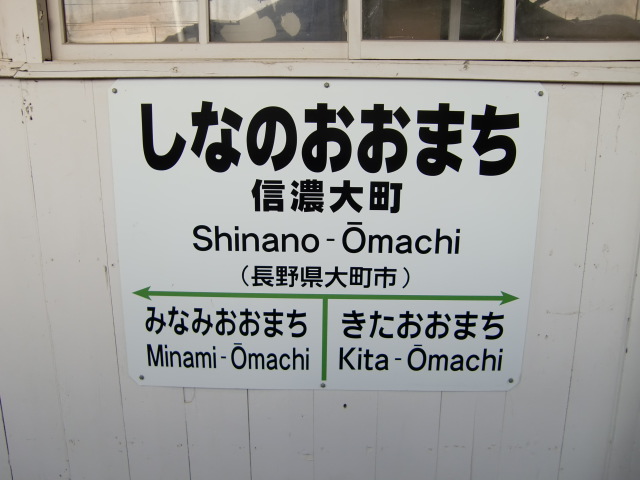 しなのおおまち
信濃大町
Shinano-Ōmachi
（長野県大町市）
みなみおおまち きたおおまち
Minami-Ōmachi Kita-Ōmachi